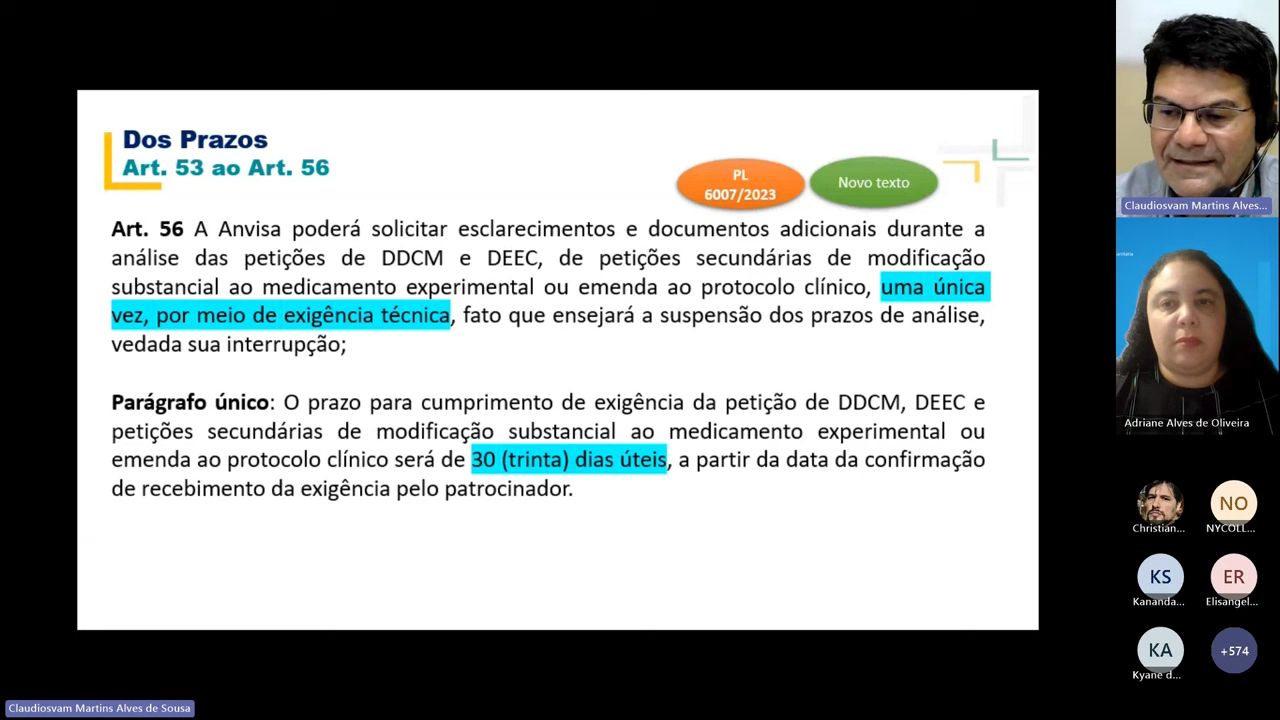 Dos Prazos
Art. 53 ao Art. 56
PL
6007/2023
Novo texto
Art. 56 A Anvisa poderá solicitar esclarecimentos e documentos adicionais durante a
análise das petições de DDCM e DEEC, de petições secundárias de modificação
substancial ao medicamento experimental ou emenda ao protocolo clínico, uma única
vez, por meio de exigência técnica, fato que ensejará a suspensão dos prazos de análise,
vedada sua interrupção;
Parágrafo único: O prazo para cumprimento de exigência da petição de DDCM, DEEC e
petições secundárias de modificação substancial ao medicamento experimental ou
emenda ao protocolo clínico será de 30 (trinta) dias úteis, a partir da data da confirmação
de recebimento da exigência pelo patrocinador.
Claudiosvam Martins Alves...
Adriane Alves de Oliveira
Christian...
NO
NYCOLL...
KS
Kananda...
ER
Elisangel...
KA
Kyane d...
+574
Claudiosvam Martins Alves de Sousa